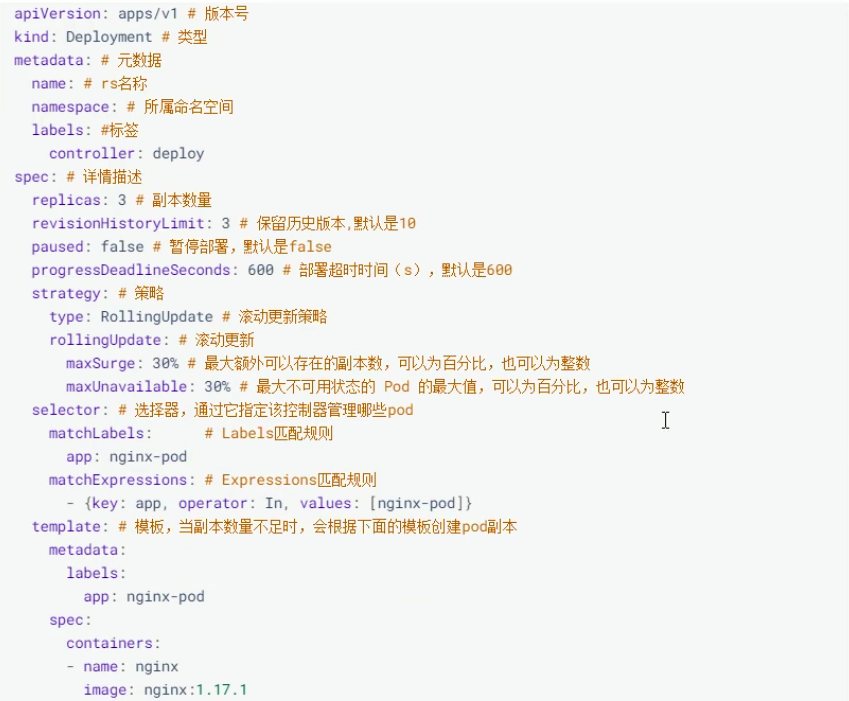 apiVersion: apps/v1 # 版本号
kind: Deployment # 类型
metadata: # 元数据
  name: # rs名称
  namespace: # 所属命名空间
  labels: #标签
    controller: deploy
spec: # 详情描述
  replicas: 3 # 副本数量
  revisionHistoryLimit: 3 # 保留历史版本,默认是10
  paused: false # 暂停部署，默认是false
  progressDeadlineSeconds: 600 # 部署超时时间（s），默认是600
  strategy: # 策略
    type: RollingUpdate # 滚动更新策略
    rollingUpdate: # 滚动更新
      maxSurge: 30% # 最大额外可以存在的副本数，可以为百分比，也可以为整数
      maxUnavailable: 30% # 最大不可用状态的 Pod 的最大值，可以为百分比，也可以为整数
  selector: # 选择器，通过它指定该控制器管理哪些pod
    matchLabels:      # Labels匹配规则
      app: nginx-pod
    matchExpressions: # Expressions匹配规则
      - {key: app, operator: In, values: [nginx-pod]}
  template: # 模板，当副本数量不足时，会根据下面的模板创建pod副本
    metadata:
      labels:
        app: nginx-pod
    spec:
      containers:
      - name: nginx
        image: nginx:1.17.1